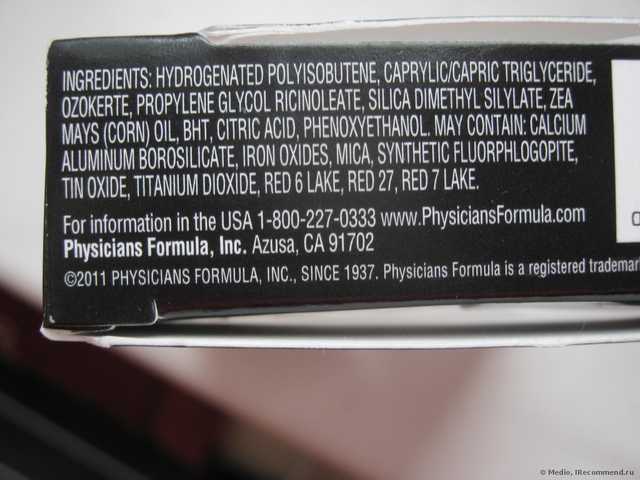 INGREDIENTS: HYDROGENATED POLYISOBUTENE, CAPRYLIC/CAPRIC TRIGLYCERIDE,
OZOKERTE, PROPYLENE GLYCOL RICINOLEATE, SILICA DIMETHYL SILYLATE, ZEA
MAYS (CORN) OIL, BHT, CITRIC ACID, PHENOXYETHANOL. MAY CONTAIN: CALCIUM
ALUMINUM BOROSILICATE, IRON OXIDES, MICA, SYNTHETIC FLUORPHLOGOPITE,
TIN OXIDE, TITANIUM DIOXIDE, RED 6 LAKE, RED 27, RED 7 LAKE.
For information in the USA 1-800-227-0333 www.PhysiciansFormula.com
Physicians Formula, Inc. Azusa, CA 91702
©2011 PHYSICIANS FORMULA, INC., SINCE 1937. Physicians Formula is a registered trademar
© Medio, IRecommend.ru